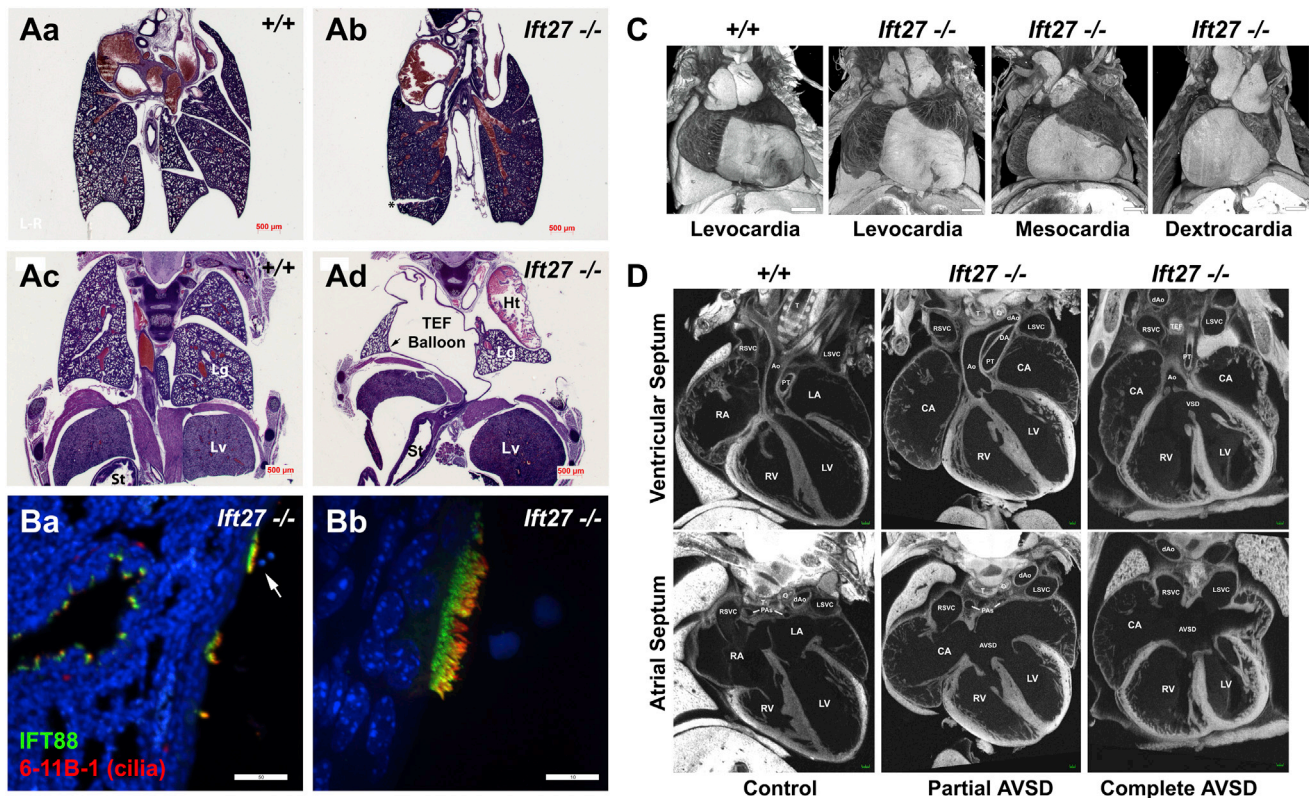 Aa
+/+
L-R
500 µm
Ab
Ift27 -/-
*
500 µm
Ac
+/+
Lg
Lv
St
500 µm
Ad
Ift27 -/-
Ht
TEF
Balloon
Lg
St
Lv
500 µm
Ba
Ift27 -/-
IFT88
6-11B-1 (cilia)
50
Bb
Ift27 -/-
10
C
+/+
Ift27 -/-
Ift27 -/-
Ift27 -/-
Levocardia
Levocardia
Mesocardia
Dextrocardia
D
+/+
Ift27 -/-
Ift27 -/-
Ventricular Septum
T
RSVC
LSVC
Ao
PT
RA
LA
RV
LV
T
dAo
RSVC
DA
LSVC
Ao
PT
CA
CA
RV
LV
dAo
RSVC
TEF
LSVC
PT
CA
Ao
CA
VSD
RV
LV
Atrial Septum
T
dAo
RSVC
PAs
LSVC
LA
RA
RV
LV
T
dAo
RSVC
PAs
LSVC
CA
AVSD
RV
LV
dAo
RSVC
LSVC
CA
AVSD
RV
LV
Control
Partial AVSD
Complete AVSD